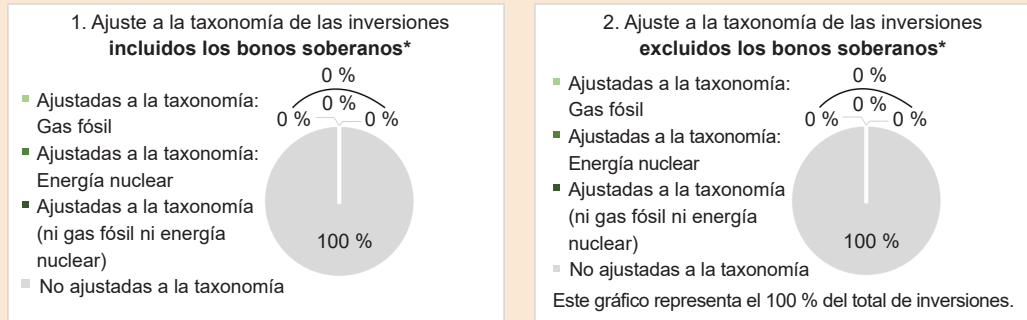 1. Ajuste a la taxonomía de las inversiones
incluidos los bonos soberanos*
0 %
0 %
0 %
0 %
Ajustadas a la taxonomía:
Gas fósil
Ajustadas a la taxonomía:
Energía nuclear
Ajustadas a la taxonomía
(ni gas fósil ni energía
nuclear)
No ajustadas a la taxonomía
100 %
2. Ajuste a la taxonomía de las inversiones
excluidos los bonos soberanos*
0 %
0 %
0 %
0 %
Ajustadas a la taxonomía:
Gas fósil
Ajustadas a la taxonomía:
Energía nuclear
Ajustadas a la taxonomía
(ni gas fósil ni energía
nuclear)
No ajustadas a la taxonomía
100 %
Este gráfico representa el 100 % del total de inversiones.